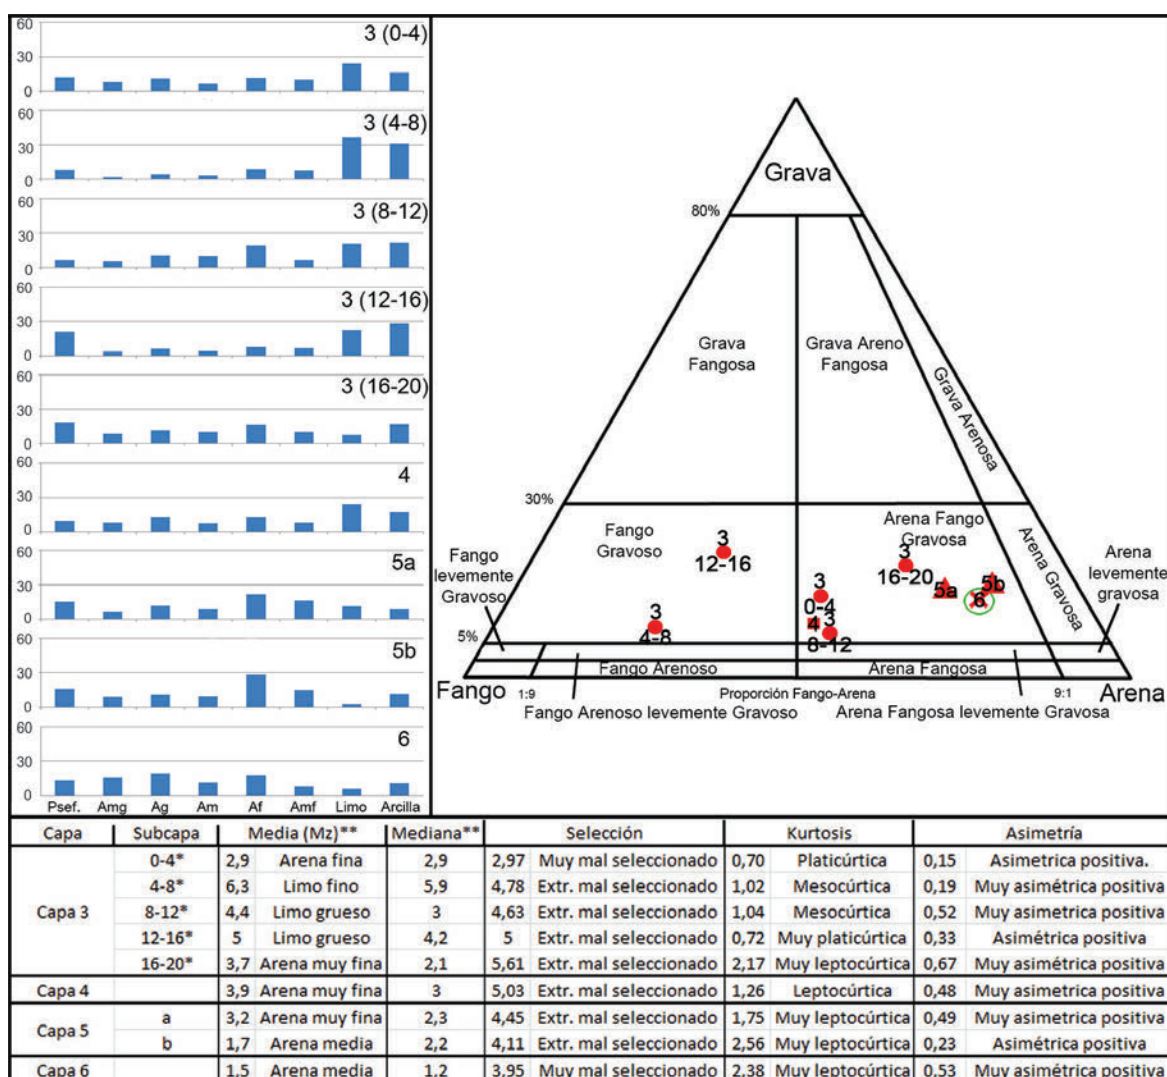 60
3 (0-4)
30
0
60
3 (4-8)
30
0
60
3 (8-12)
30
0
60
3 (12-16)
30
0
60
3 (16-20)
30
0
60
4
30
0
60
5a
30
0
60
5b
30
0
60
6
30
0
Psef. Amg Ag Am Af Amf Limo Arcilla
Grava
80%
Grava
Fangosa
Grava Areno
Fangosa
Grava Arenosa
30%
Fango
Gravoso
Arena Fango
Gravosa
Arena Gravosa
Fango
levemente
Gravoso
Arena
levemente
gravosa
3
12-16
3
16-20
5a
5b
6
3
0-4
4
3
8-12
3
4-8
5%
Fango Arenoso
Arena Fangosa
Fango
1:9
Proporción Fango-Arena
9:1
Arena
Fango Arenoso levemente Gravoso
Arena Fangosa levemente Gravosa
Capa Subcapa Media (Mz)** Mediana** Selección Kurtosis Asimetría
Capa 3
0-4* 2,9 Arena fina 2,9 2,97 Muy mal seleccionado 0,70 Platicúrtica 0,15 Asimetrica positiva.
4-8* 6,3 Limo fino 5,9 4,78 Extr. mal seleccionado 1,02 Mesocúrtica 0,19 Muy asimétrica positiva
8-12* 4,4 Limo grueso 3 4,63 Extr. mal seleccionado 1,04 Mesocúrtica 0,52 Muy asimetrica positiva
12-16* 5 Limo grueso 4,2 5 Extr. mal seleccionado 0,72 Muy platicúrtica 0,33 Asimétrica positiva
16-20* 3,7 Arena muy fina 2,1 5,61 Extr. mal seleccionado 2,17 Muy leptocúrtica 0,67 Muy asimétrica positiva
Capa 4 3,9 Arena muy fina 3 5,03 Extr. mal seleccionado 1,26 Leptocúrtica 0,48 Muy asimetrica positiva
Capa 5
a 3,2 Arena muy fina 2,3 4,45 Extr. mal seleccionado 1,75 Muy leptocúrtica 0,49 Muy asimetrica positiva
b 1,7 Arena media 2,2 4,11 Extr. mal seleccionado 2,56 Muy leptocúrtica 0,23 Asimétrica positiva
Capa 6 1,5 Arena media 1,2 3,95 Muy mal seleccionado 2,38 Muy leptocúrtica 0,53 Muy asimétrica positiva